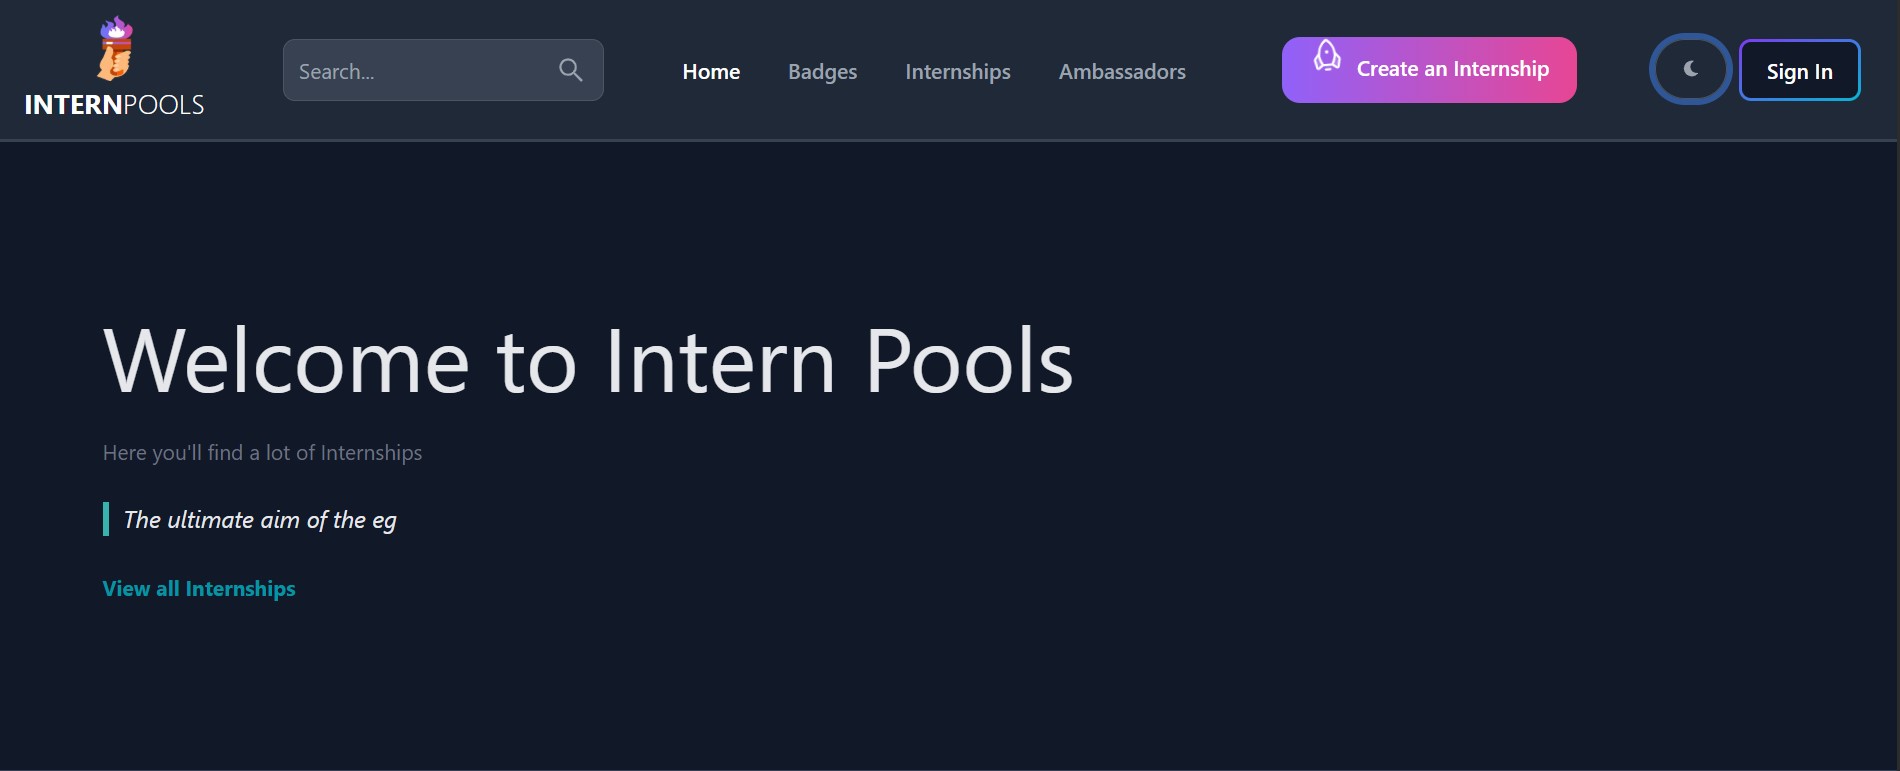 INTERNPOOLS
Search...
Home
Badges
Internships
Ambassadors
Create an Internship
Sign In
Welcome to Intern Pools
Here you'll find a lot of Internships
The ultimate aim of the eg
View all Internships